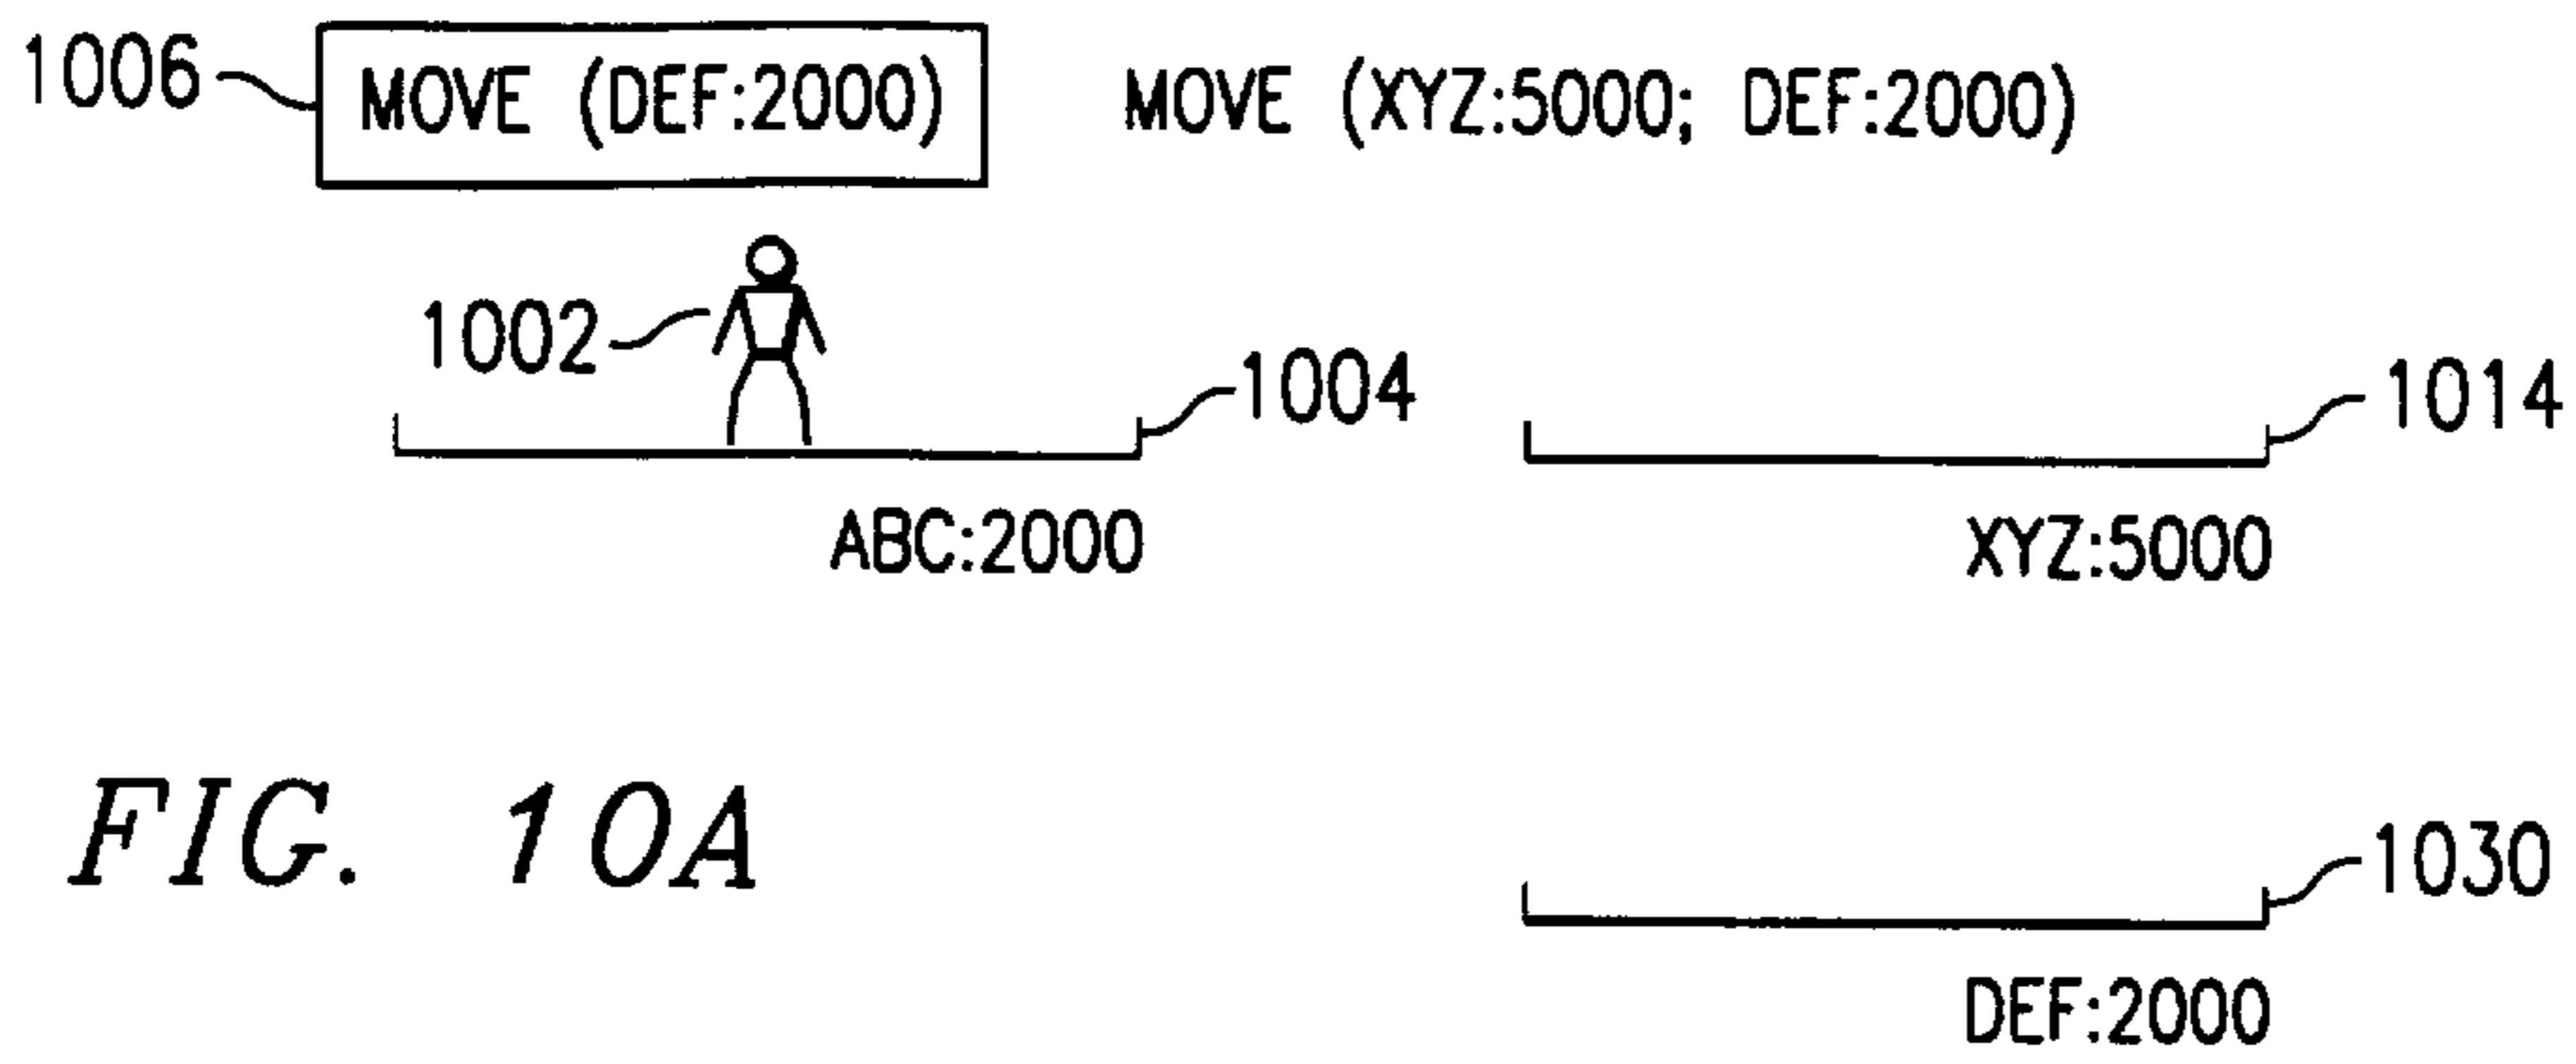 1006 MOVE (DEF:2000) MOVE (XYZ:5000; DEF:2000)
1002
1004 1014
ABC:2000 XYZ:5000
FIG. 10A 1030
DEF:2000